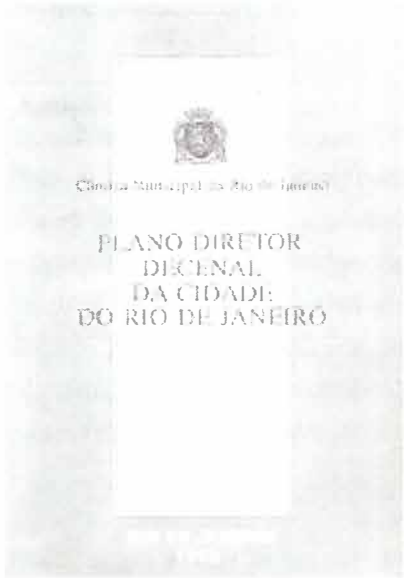 Câmara Municipal do Rio de Janeiro
PLANO DIRETOR
DECENAL
DA CIDADE
DO RIO DE JANEIRO